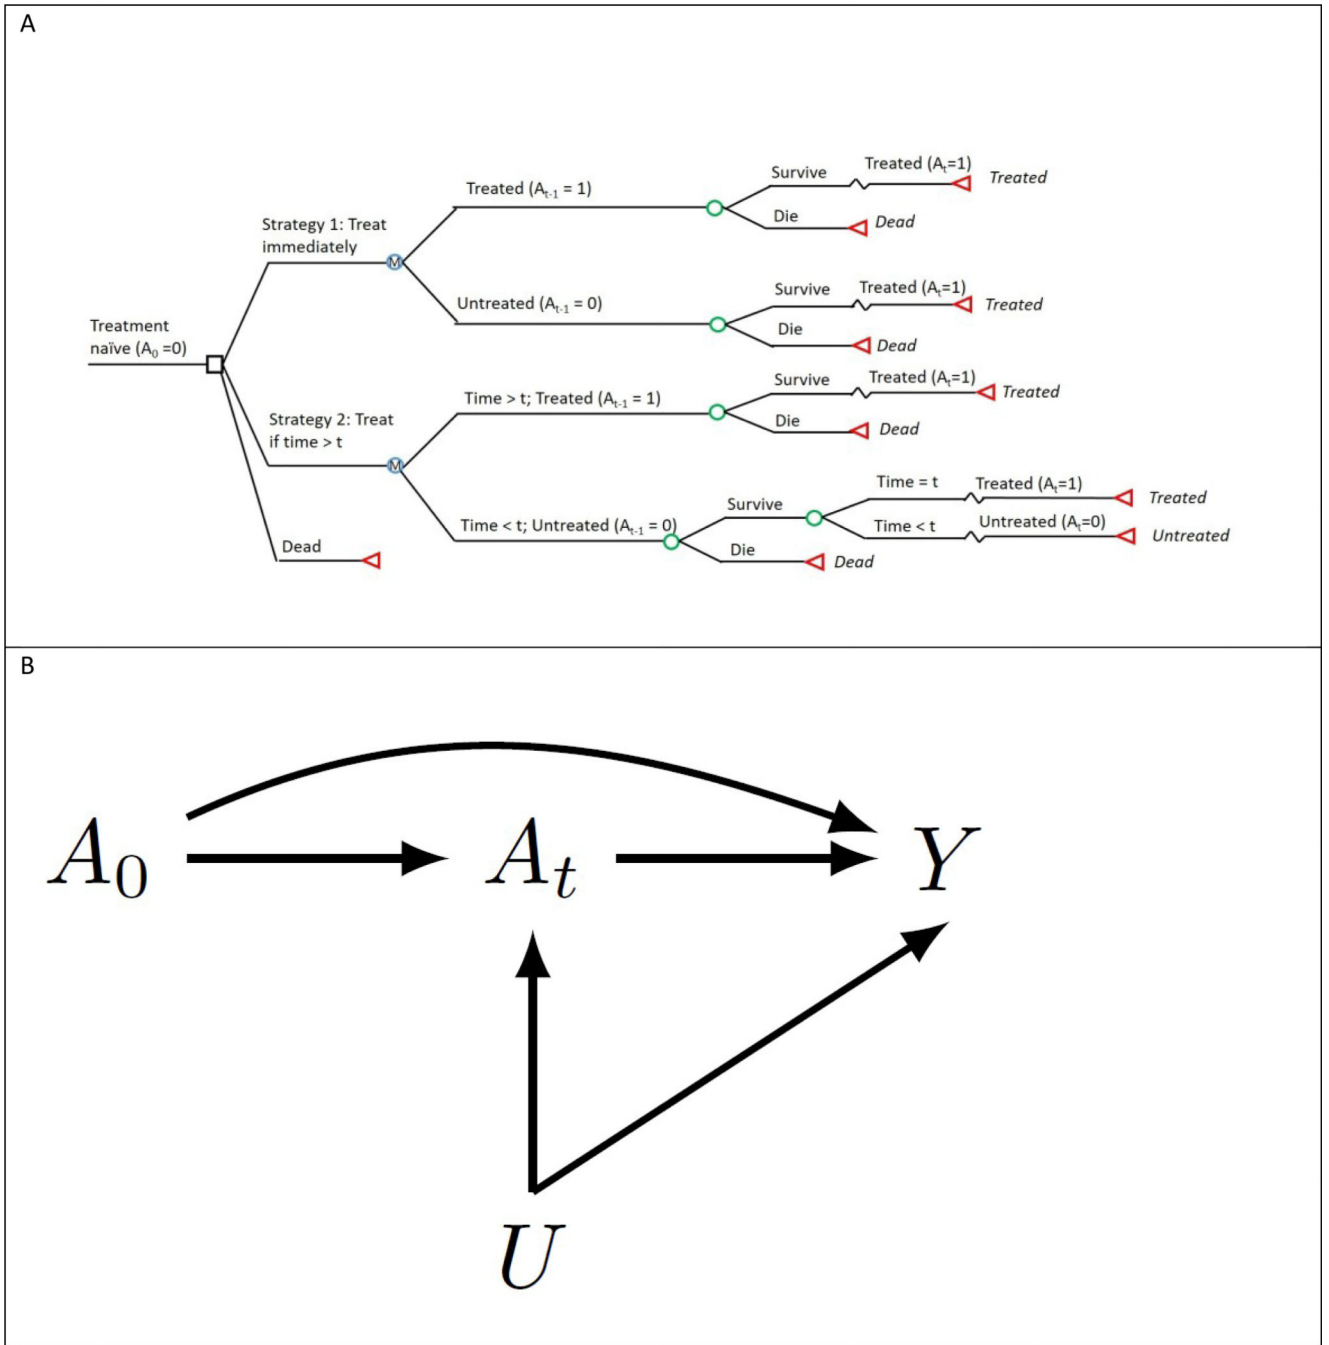 A
Survive
Treated (Aₜ=1)
Treated
Treated (Aₜ₋₁ = 1)
Die
Dead
Strategy 1: Treat
immediately
M
Untreated (Aₜ₋₁ = 0)
Survive
Treated (Aₜ=1)
Treated
Die
Dead
Treatment
naïve (A₀ =0)
Time > t; Treated (Aₜ₋₁ = 1)
Survive
Treated (Aₜ=1)
Treated
Die
Dead
Strategy 2: Treat
if time > t
M
Time < t; Untreated (Aₜ₋₁ = 0)
Survive
Time = t
Treated (Aₜ=1)
Treated
Time < t
Untreated (Aₜ=0)
Untreated
Die
Dead
Dead
B
A₀
Aₜ
Y
U